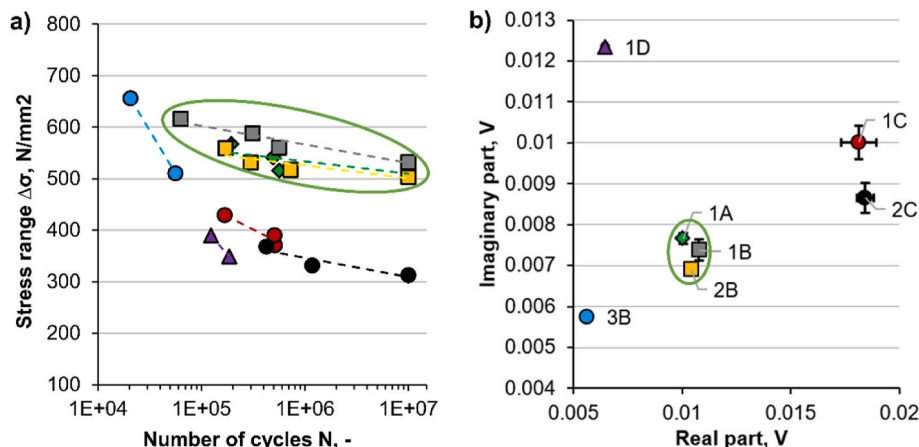 a)
Stress range Δσ, N/mm2
800
700
600
500
400
300
200
100
1E+04 1E+05 1E+06 1E+07
Number of cycles N, -
b)
Imaginary part, V
0.013
0.012
0.011
0.01
0.009
0.008
0.007
0.006
0.005
0.004
1D
1C
2C
1A
1B
2B
3B
0.005 0.01 0.015 0.02
Real part, V